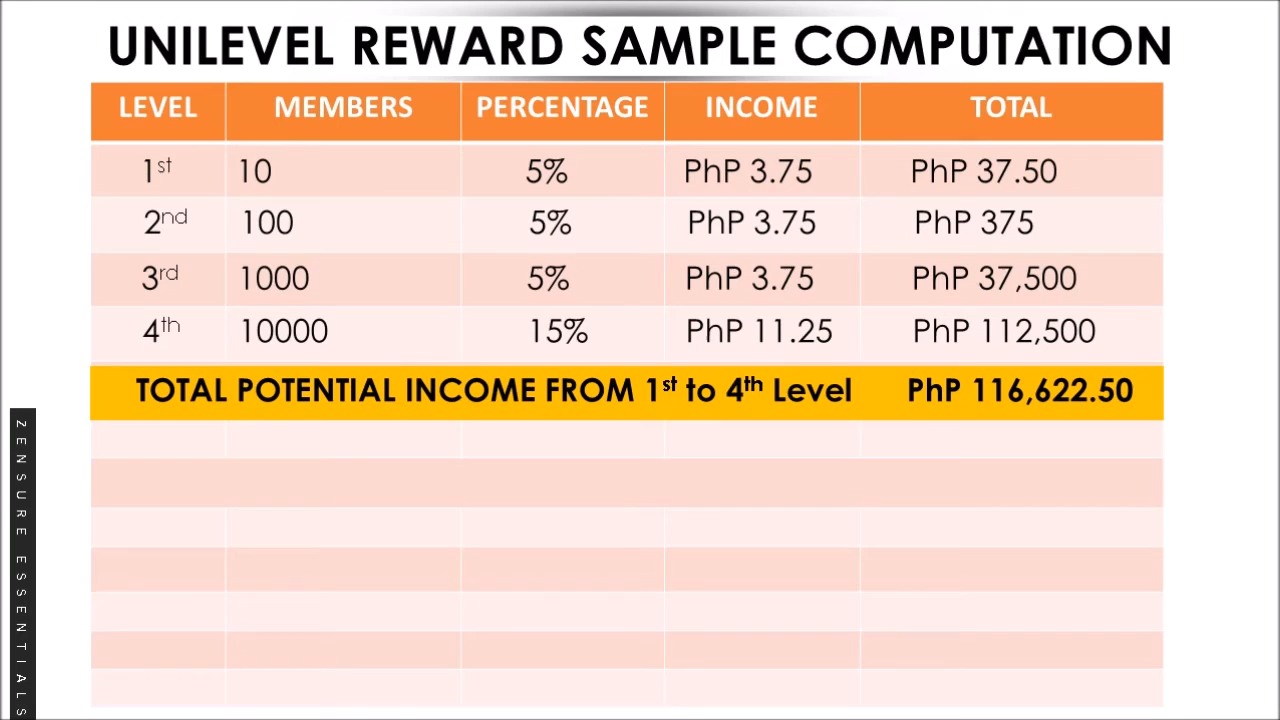 UNILEVEL REWARD SAMPLE COMPUTATION
LEVEL MEMBERS PERCENTAGE INCOME TOTAL
1st 10 5% PhP 3.75 PhP 37.50
2nd 100 5% PhP 3.75 PhP 375
3rd 1000 5% PhP 3.75 PhP 37,500
4th 10000 15% PhP 11.25 PhP 112,500
TOTAL POTENTIAL INCOME FROM 1st to 4th Level PhP 116,622.50
ZENSURE ESSENTIALS